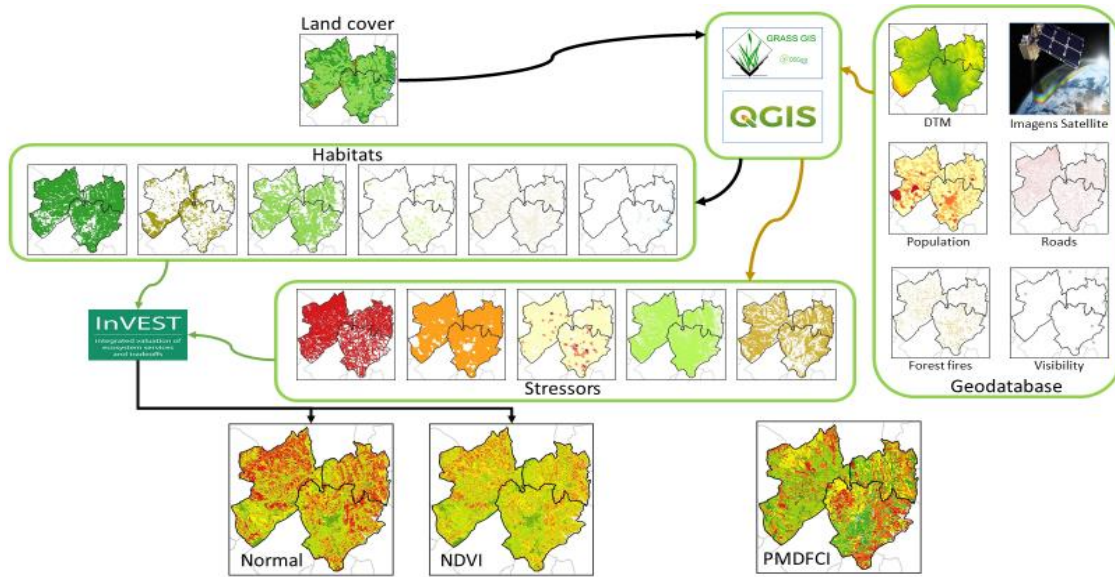 Land cover
GRASS GIS
QGIS
DTM
Imagens Satellite
Habitats
Population
Roads
InVEST
Integrated valuation of
ecosystem services
and tradeoffs
Forest fires
Visibility
Stressors
Geodatabase
Normal
NDVI
PMDFCI